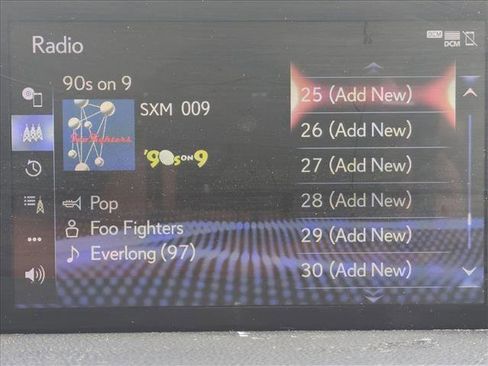 Radio
DCM
DCM
90s on 9
SXM 009
Foo Fighters
'90s ON 9
Pop
Foo Fighters
Everlong (97)
25 (Add New)
26 (Add New)
27 (Add New)
28 (Add New)
29 (Add New)
30 (Add New)